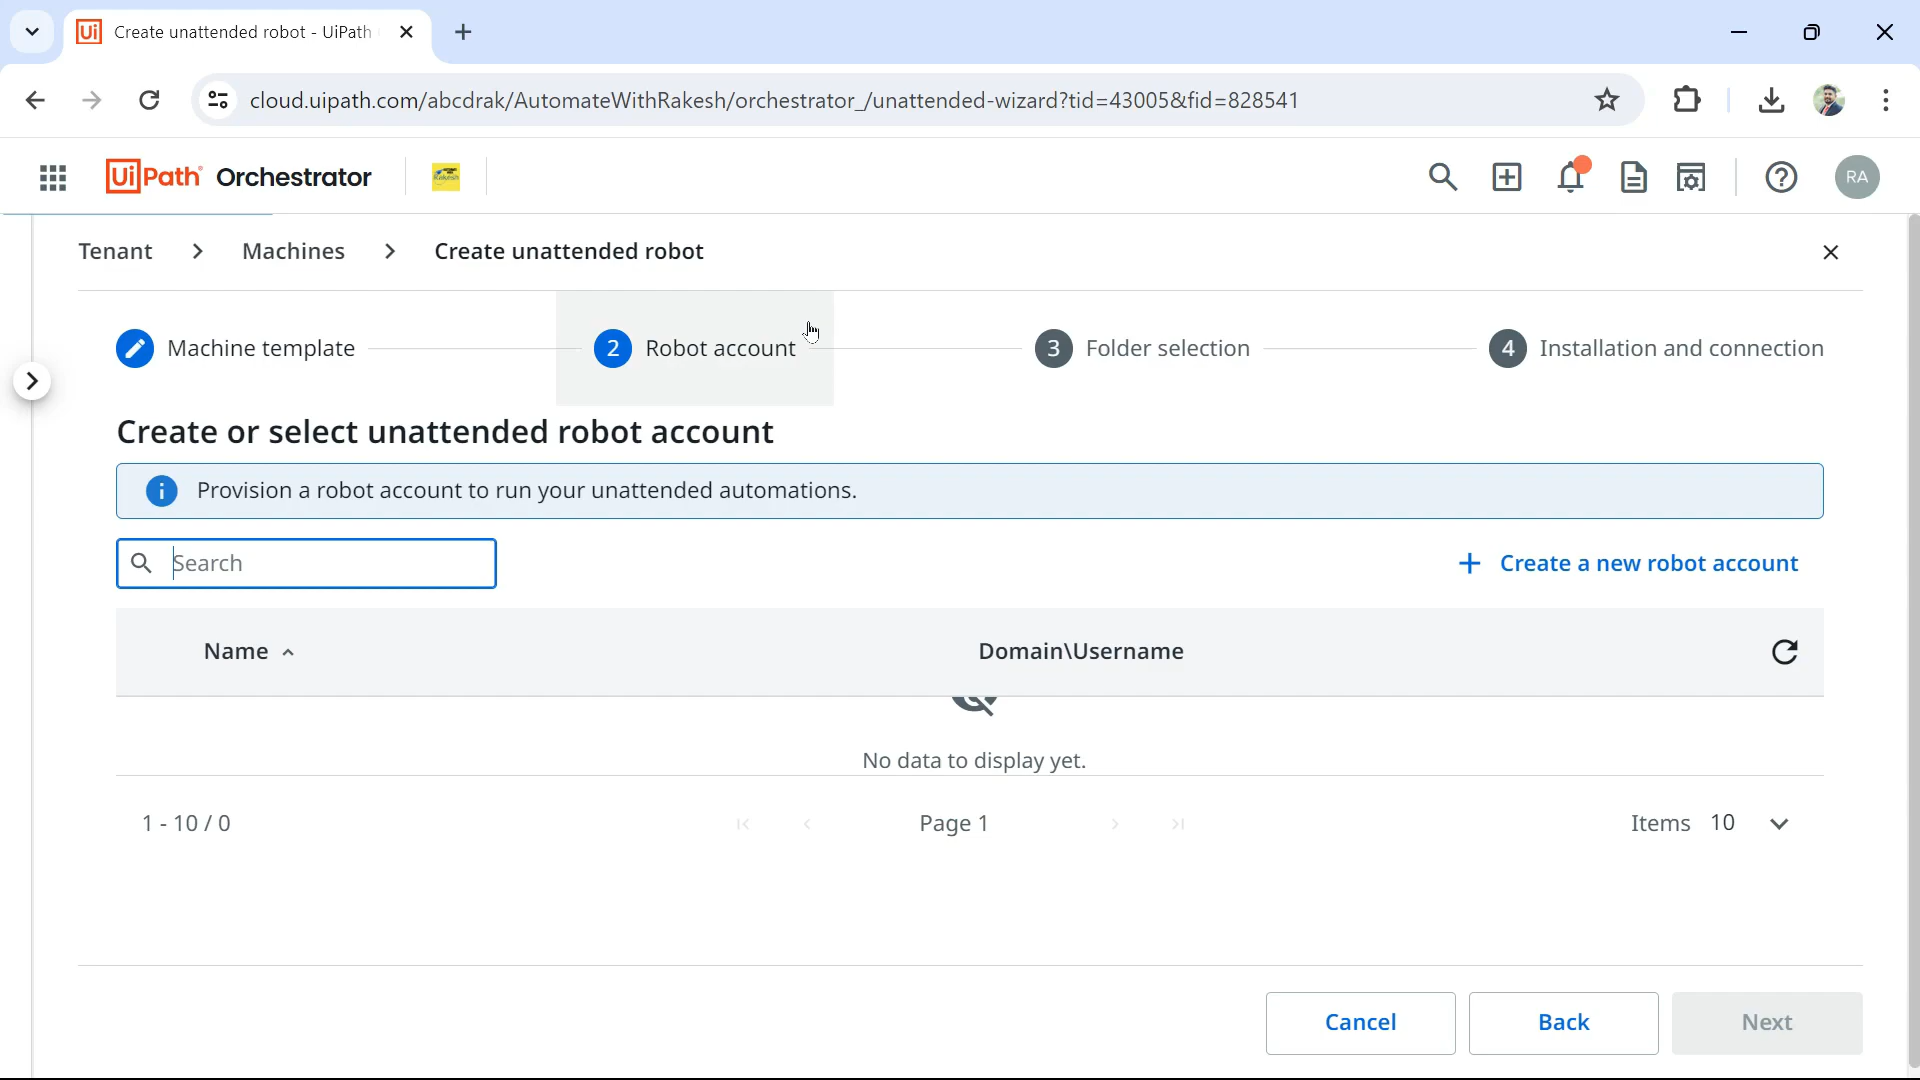 Create unattended robot - UiPath
cloud.uipath.com/abcdrak/AutomateWithRakesh/orchestrator_/unattended-wizard?tid=43005&fid=828541
UiPath Orchestrator
RA
Tenant > Machines > Create unattended robot
Machine template
2 Robot account
3 Folder selection
4 Installation and connection
Create or select unattended robot account
Provision a robot account to run your unattended automations.
Search
+ Create a new robot account
Name
Domain\Username
No data to display yet.
1 - 10 / 0
Page 1
Items 10
Cancel
Back
Next